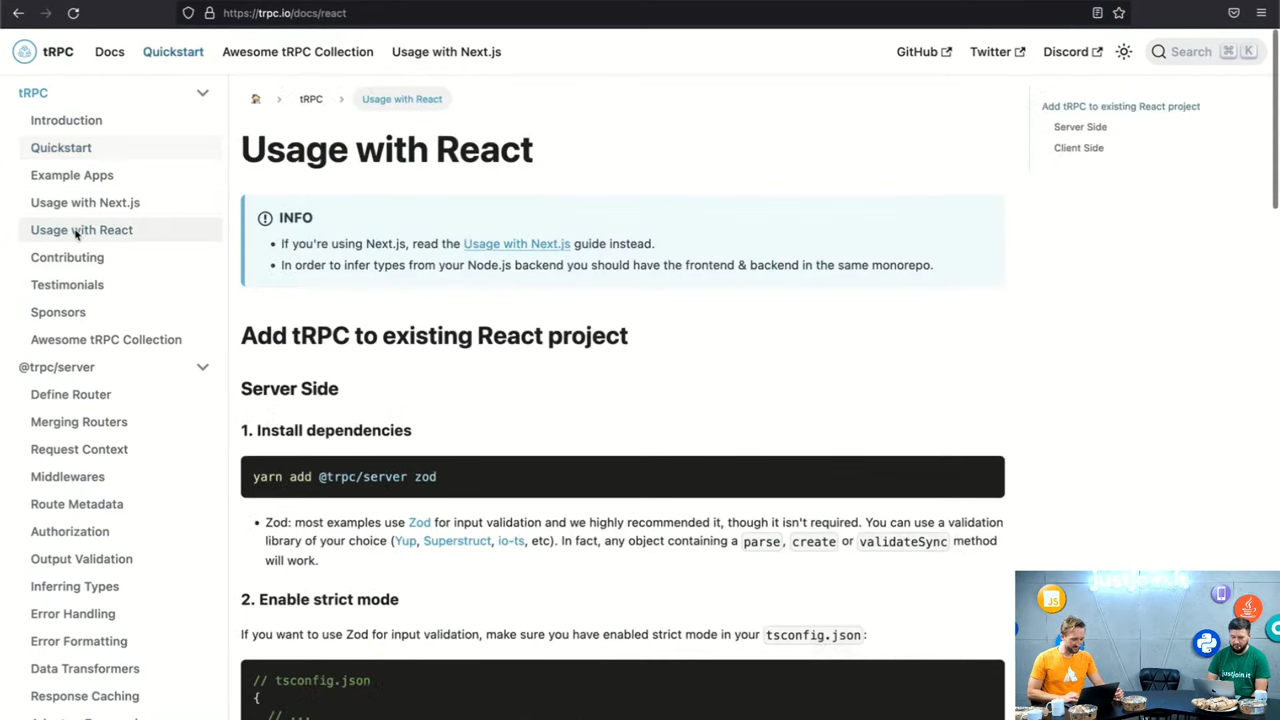 https://trpc.io/docs/react
tRPC Docs Quickstart Awesome tRPC Collection Usage with Next.js GitHub Twitter Discord Search ⌘ K
tRPC
Introduction
Quickstart
Example Apps
Usage with Next.js
Usage with React
Contributing
Testimonials
Sponsors
Awesome tRPC Collection
@trpc/server
Define Router
Merging Routers
Request Context
Middlewares
Route Metadata
Authorization
Output Validation
Inferring Types
Error Handling
Error Formatting
Data Transformers
Response Caching
tRPC Usage with React
Usage with React
INFO
• If you're using Next.js, read the Usage with Next.js guide instead.
• In order to infer types from your Node.js backend you should have the frontend & backend in the same monorepo.
Add tRPC to existing React project
Server Side
1. Install dependencies
yarn add @trpc/server zod
• Zod: most examples use Zod for input validation and we highly recommended it, though it isn't required. You can use a validation
library of your choice (Yup, Superstruct, io-ts, etc). In fact, any object containing a parse, create or validateSync method
will work.
2. Enable strict mode
If you want to use Zod for input validation, make sure you have enabled strict mode in your tsconfig.json:
// tsconfig.json
{
// ...
Add tRPC to existing React project
Server Side
Client Side
JS
justjoin.it